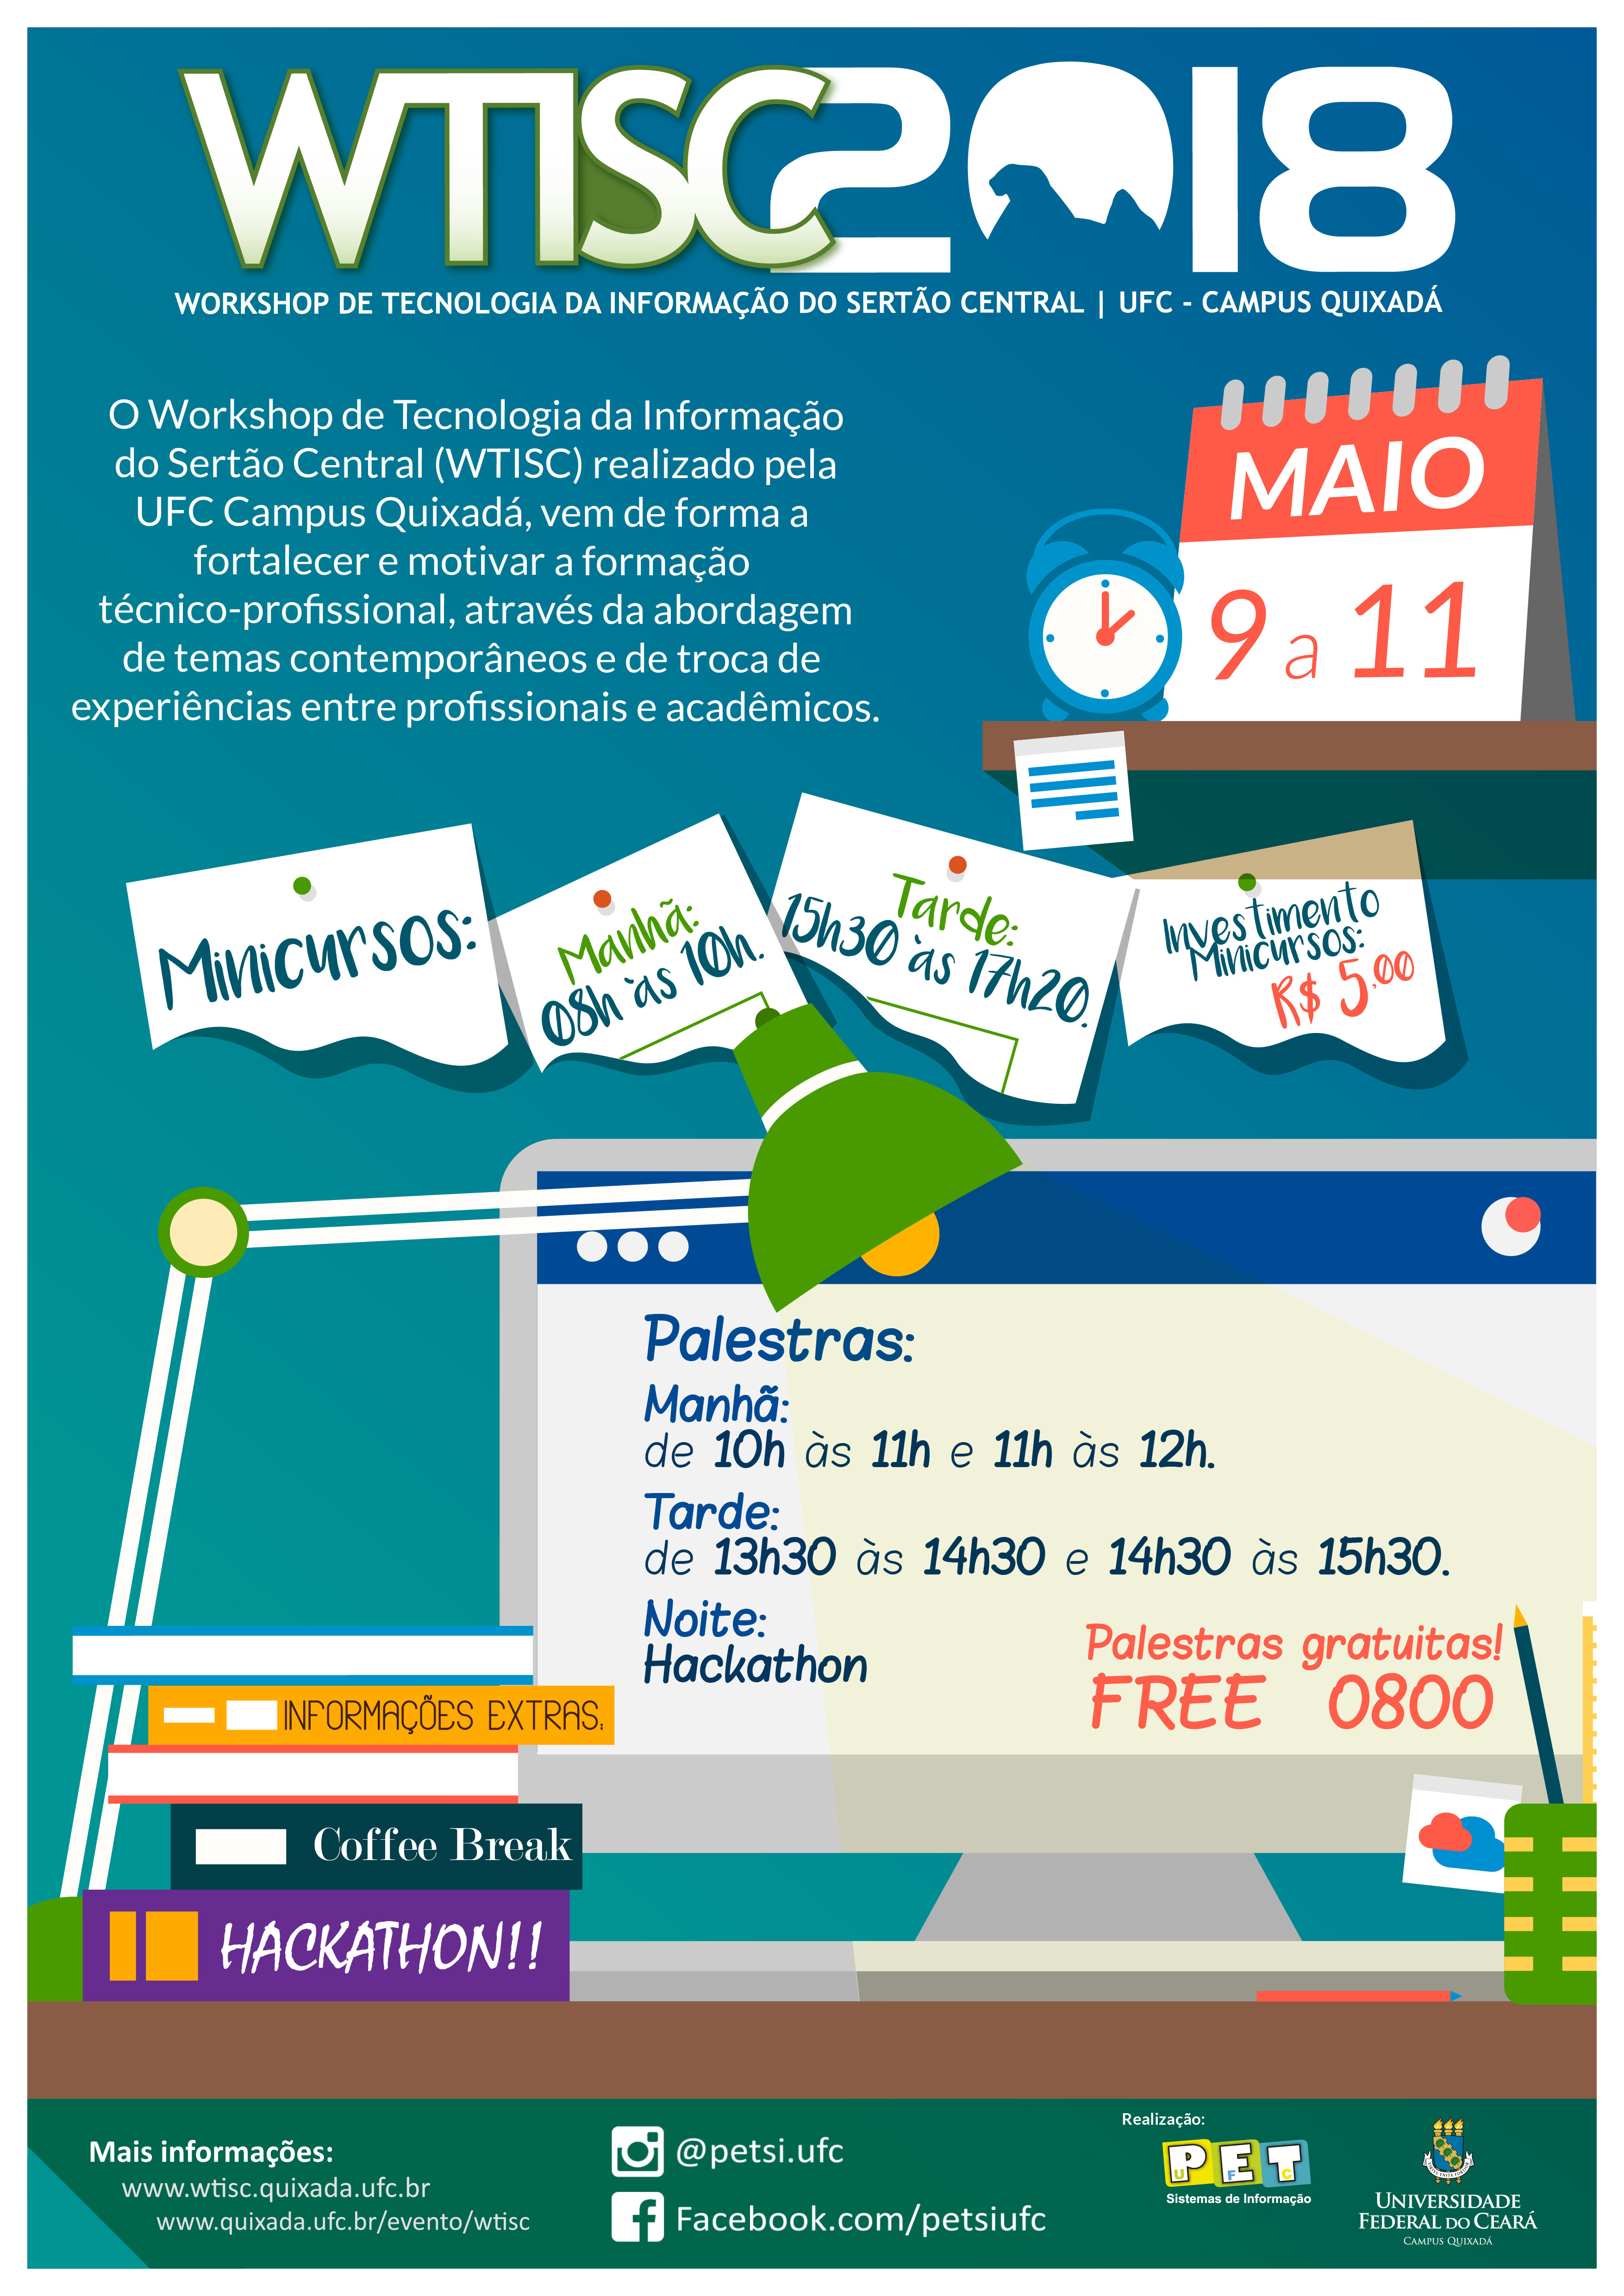 WTISC2018
WORKSHOP DE TECNOLOGIA DA INFORMAÇÃO DO SERTÃO CENTRAL | UFC - CAMPUS QUIXADÁ
O Workshop de Tecnologia da Informação
do Sertão Central (WTISC) realizado pela
UFC Campus Quixadá, vem de forma a
fortalecer e motivar a formação
técnico-profissional, através da abordagem
de temas contemporâneos e de troca de
experiências entre profissionais e acadêmicos.
MAIO
9 a 11
Minicursos:
Manhã:
08h às 10h.
Tarde:
15h30 às 17h20.
Investimento
Minicursos:
R$ 5,00
Palestras:
Manhã:
de 10h às 11h e 11h às 12h.
Tarde:
de 13h30 às 14h30 e 14h30 às 15h30.
Noite:
Hackathon
Palestras gratuitas!
FREE 0800
INFORMAÇÕES EXTRAS:
Coffee Break
HACKATHON!!
Mais informações:
www.wtisc.quixada.ufc.br
www.quixada.ufc.br/evento/wtisc
@petsi.ufc
Facebook.com/petsiufc
Realização:
PET
UFC
Sistemas de Informação
UNIVERSIDADE
FEDERAL DO CEARÁ
CAMPUS QUIXADÁ